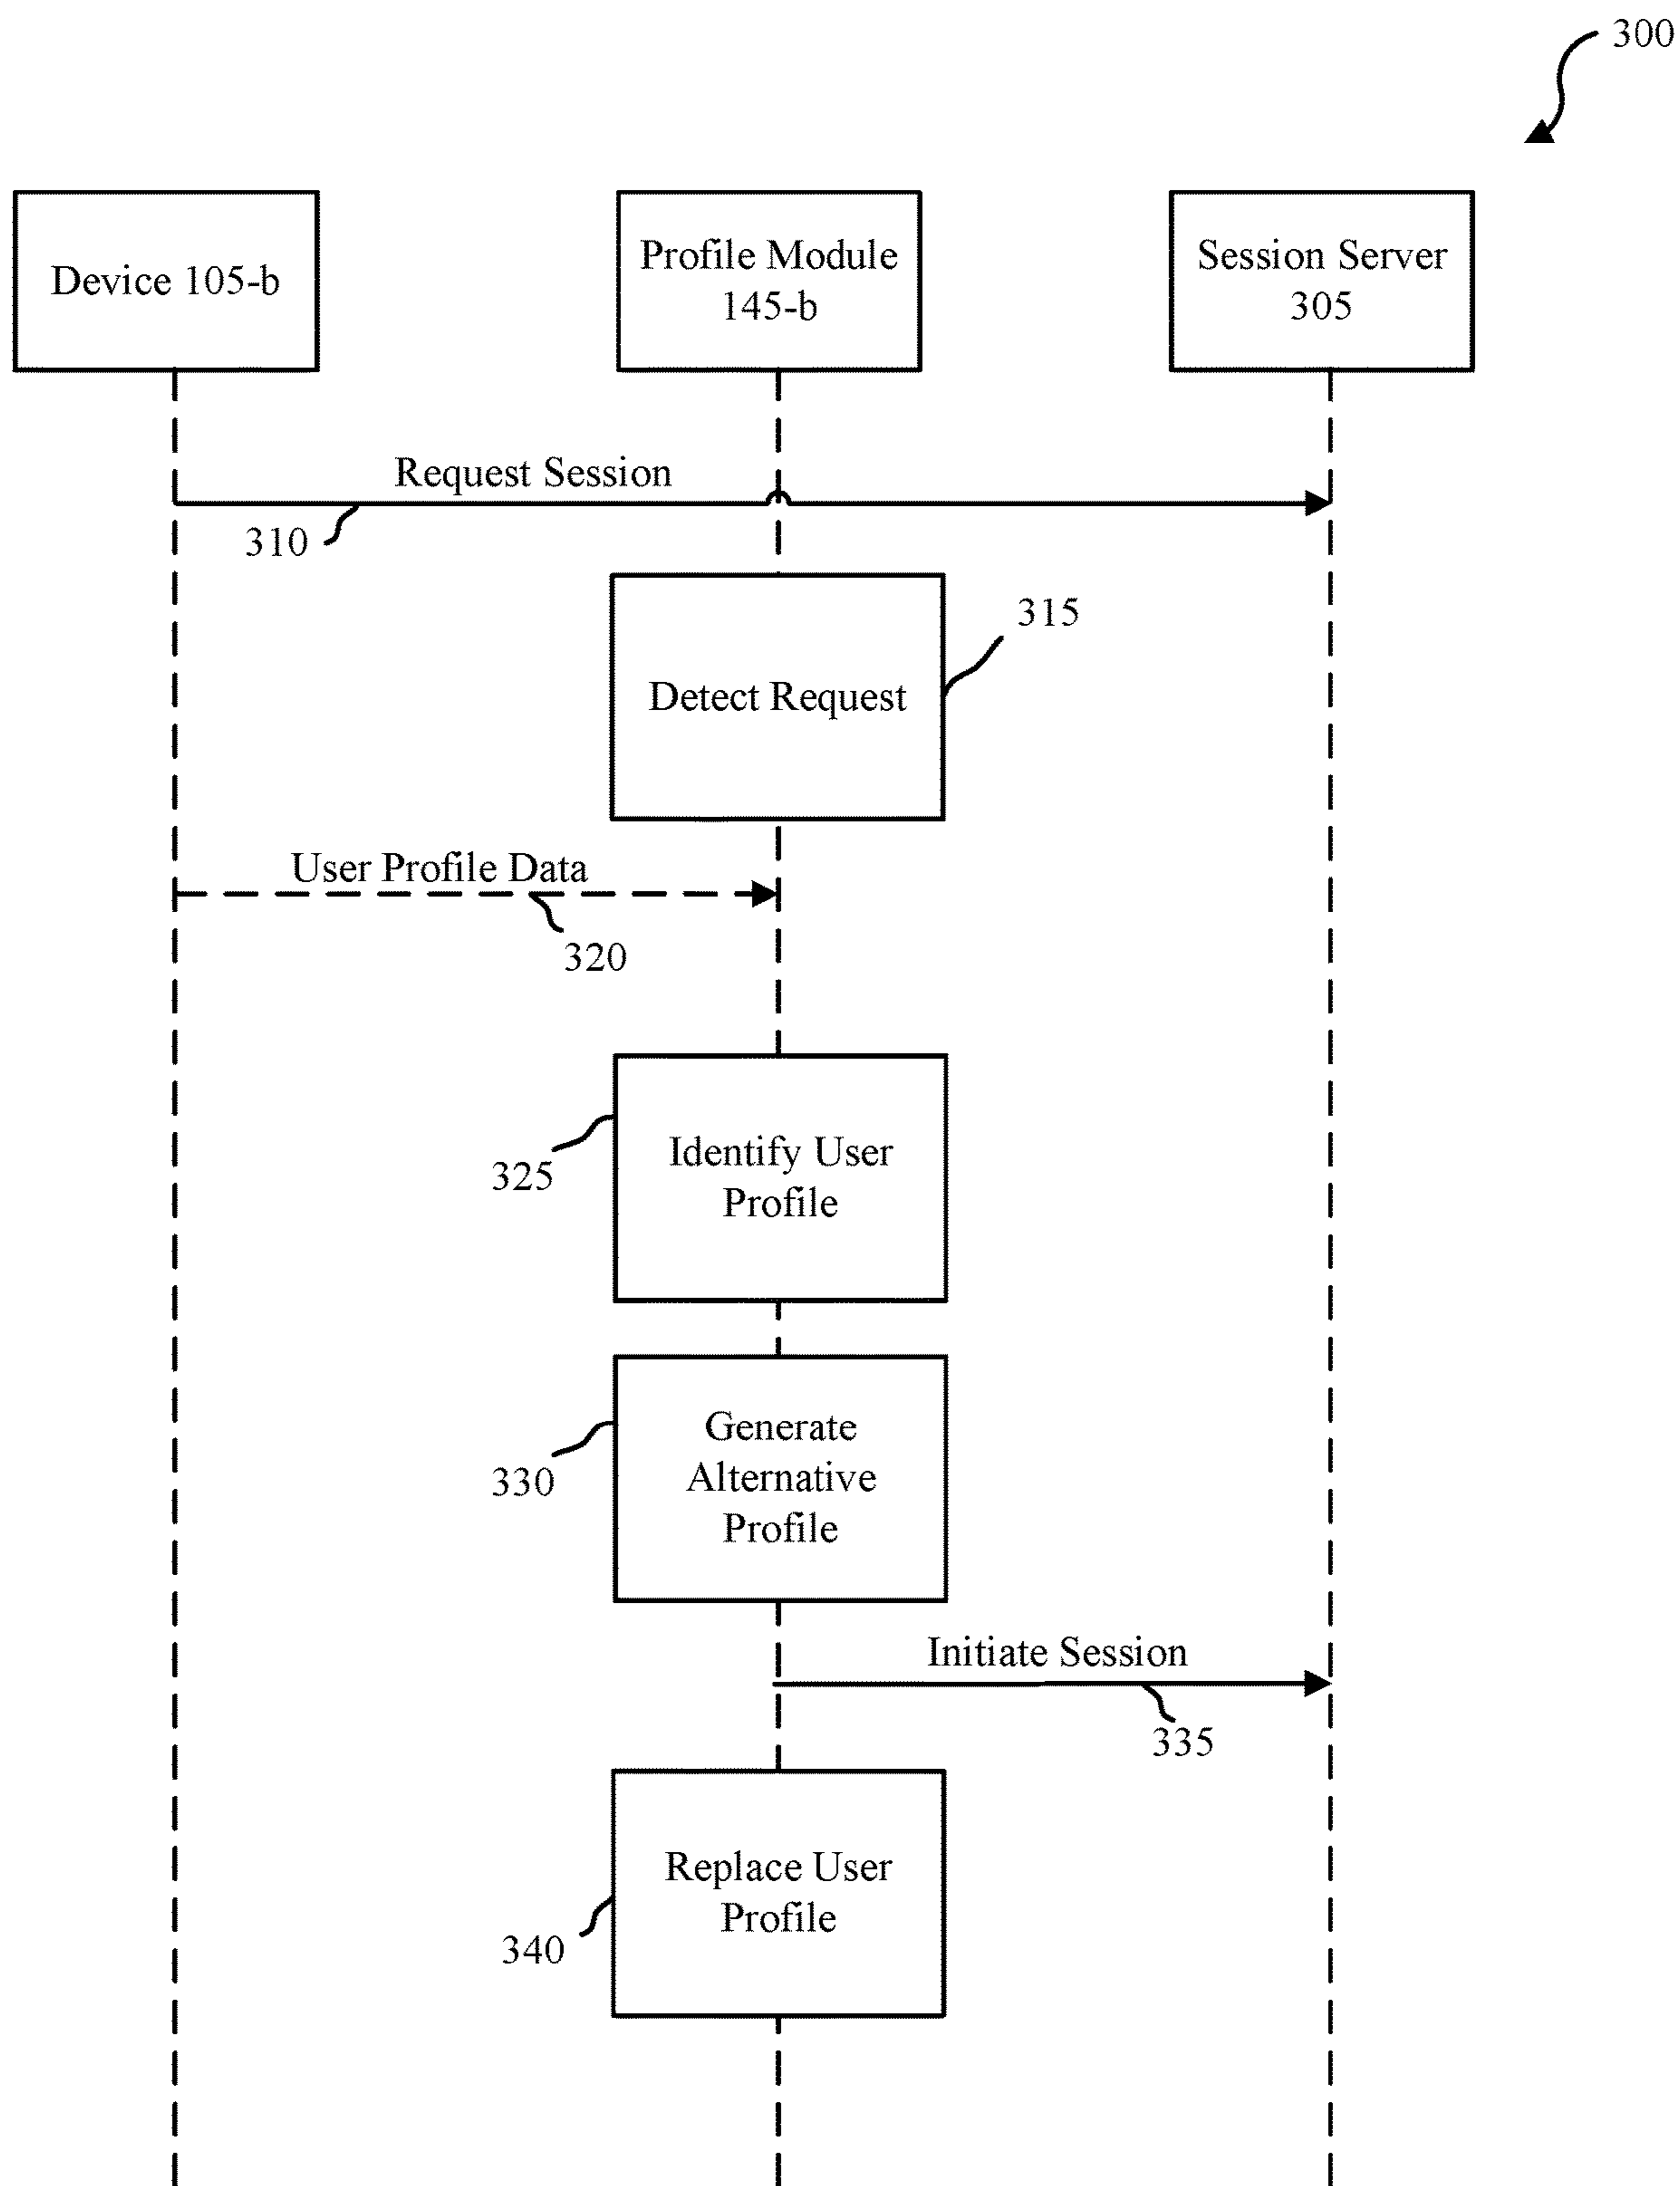 300
Device 105-b
Profile Module
145-b
Session Server
305
Request Session
310
315
Detect Request
User Profile Data
320
325
Identify User
Profile
330
Generate
Alternative
Profile
Initiate Session
335
Replace User
Profile
340